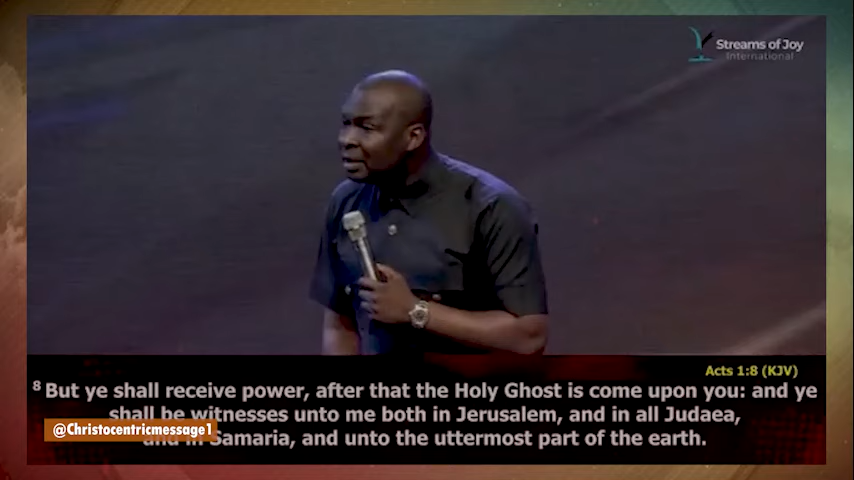 Streams of Joy
International
Acts 1:8 (KJV)
8 But ye shall receive power, after that the Holy Ghost is come upon you: and ye
shall be witnesses unto me both in Jerusalem, and in all Judaea,
@Christocentricmessage1
and in Samaria, and unto the uttermost part of the earth.